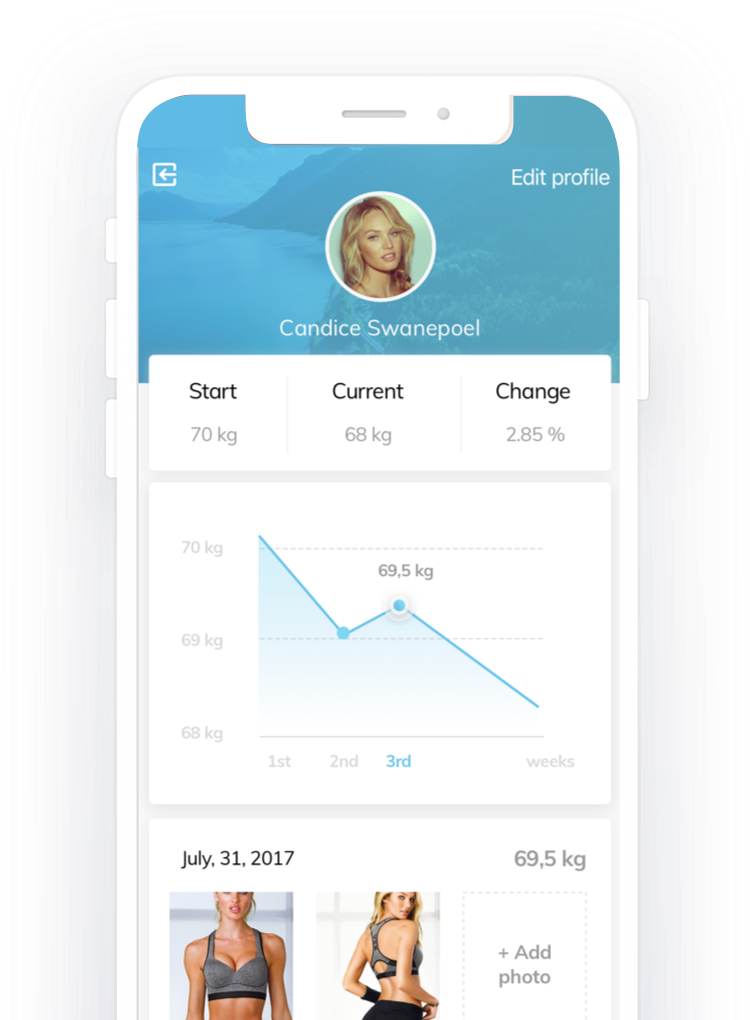 Edit profile
Candice Swanepoel
Start Current Change
70 kg 68 kg 2.85 %
70 kg
69,5 kg
69 kg
68 kg
1st 2nd 3rd weeks
July, 31, 2017 69,5 kg
+ Add
photo